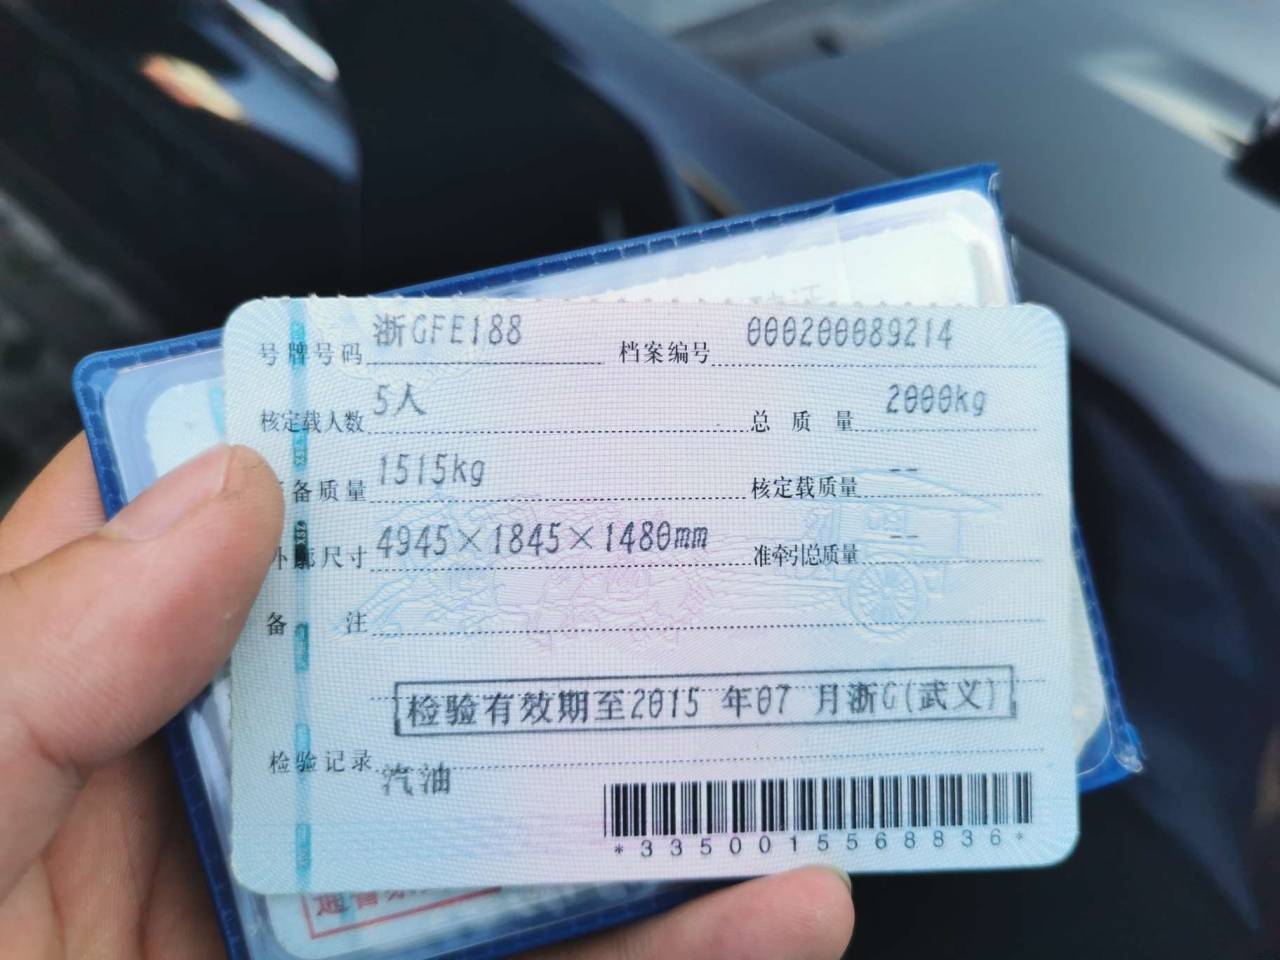 号牌号码 浙GFE188 档案编号 000200089214
核定载人数 5人 总质量 2000kg
备质量 1515kg 核定载质量 --
外廓尺寸 4945×1845×1480mm 准牵引总质量 --
备注
检验有效期至2015 年07 月浙G(武义)
检验记录 汽油
*3350015568836*